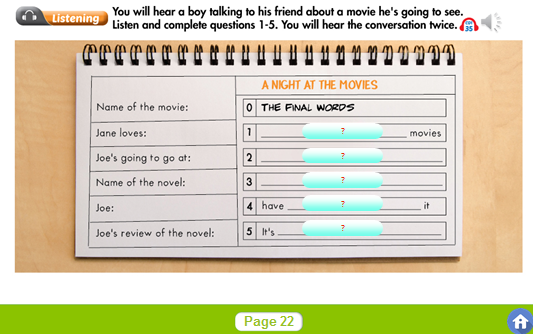 Listening
You will hear a boy talking to his friend about a movie he's going to see.
Listen and complete questions 1-5. You will hear the conversation twice.
35
A NIGHT AT THE MOVIES
Name of the movie: 0 THE FINAL WORDS
Jane loves: 1 ? movies
Joe's going to go at: 2 ?
Name of the novel: 3 ?
Joe: 4 have ? it
Joe's review of the novel: 5 It's ?
Page 22